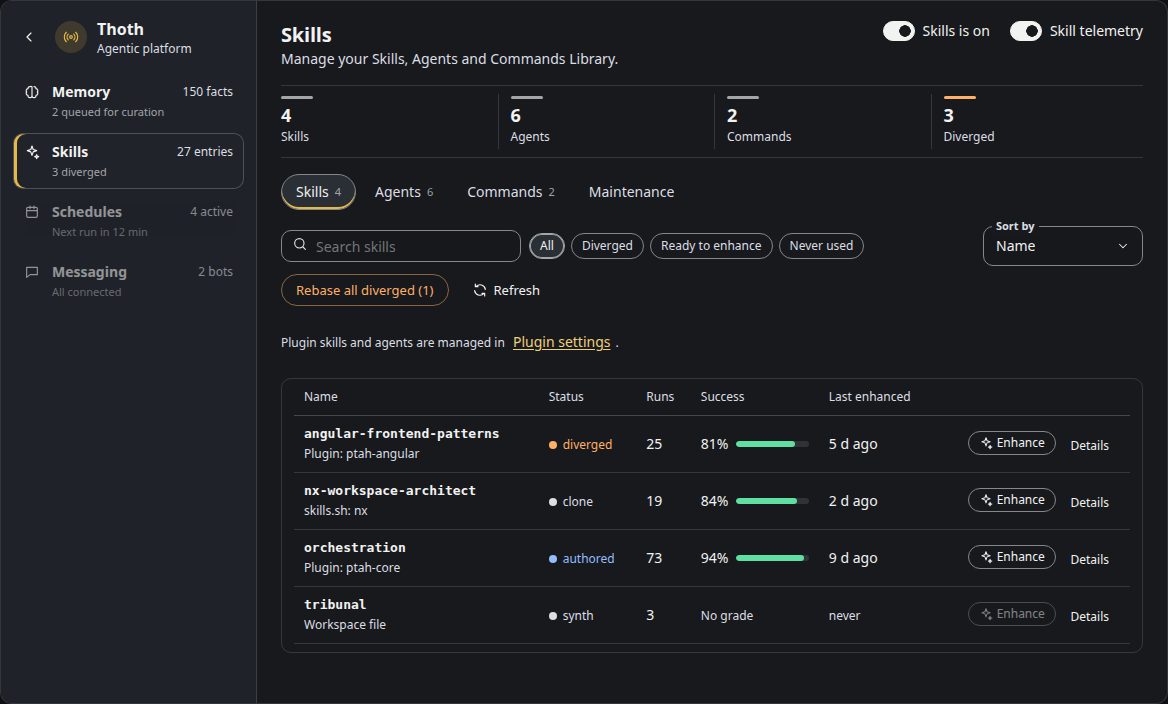 Thoth
Agentic platform
Memory 150 facts
2 queued for curation
Skills 27 entries
3 diverged
Schedules 4 active
Next run in 12 min
Messaging 2 bots
All connected
Skills
Manage your Skills, Agents and Commands Library.
Skills is on Skill telemetry
4
Skills
6
Agents
2
Commands
3
Diverged
Skills 4 Agents 6 Commands 2 Maintenance
Search skills All Diverged Ready to enhance Never used
Sort by
Name
Rebase all diverged (1) Refresh
Plugin skills and agents are managed in Plugin settings .
Name Status Runs Success Last enhanced
angular-frontend-patterns
Plugin: ptah-angular
diverged 25 81% 5 d ago Enhance Details
nx-workspace-architect
skills.sh: nx
clone 19 84% 2 d ago Enhance Details
orchestration
Plugin: ptah-core
authored 73 94% 9 d ago Enhance Details
tribunal
Workspace file
synth 3 No grade never Enhance Details